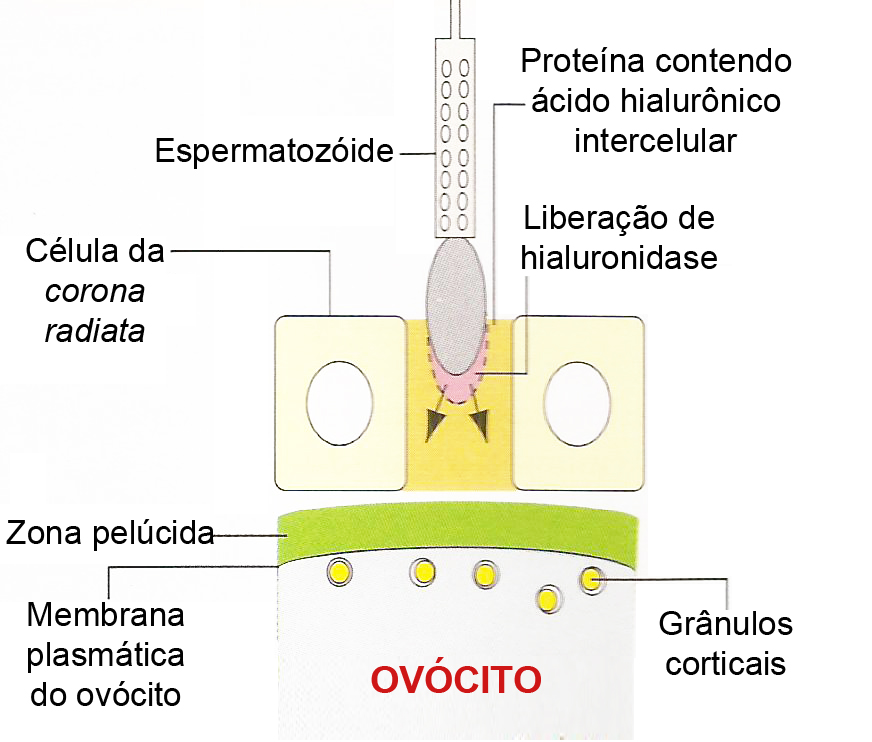 Proteína contendo
ácido hialurônico
intercelular
Espermatozóide
Liberação de
hialuronidase
Célula da
corona
radiata
Zona pelúcida
Membrana
plasmática
do ovócito
Grânulos
corticais
OVÓCITO